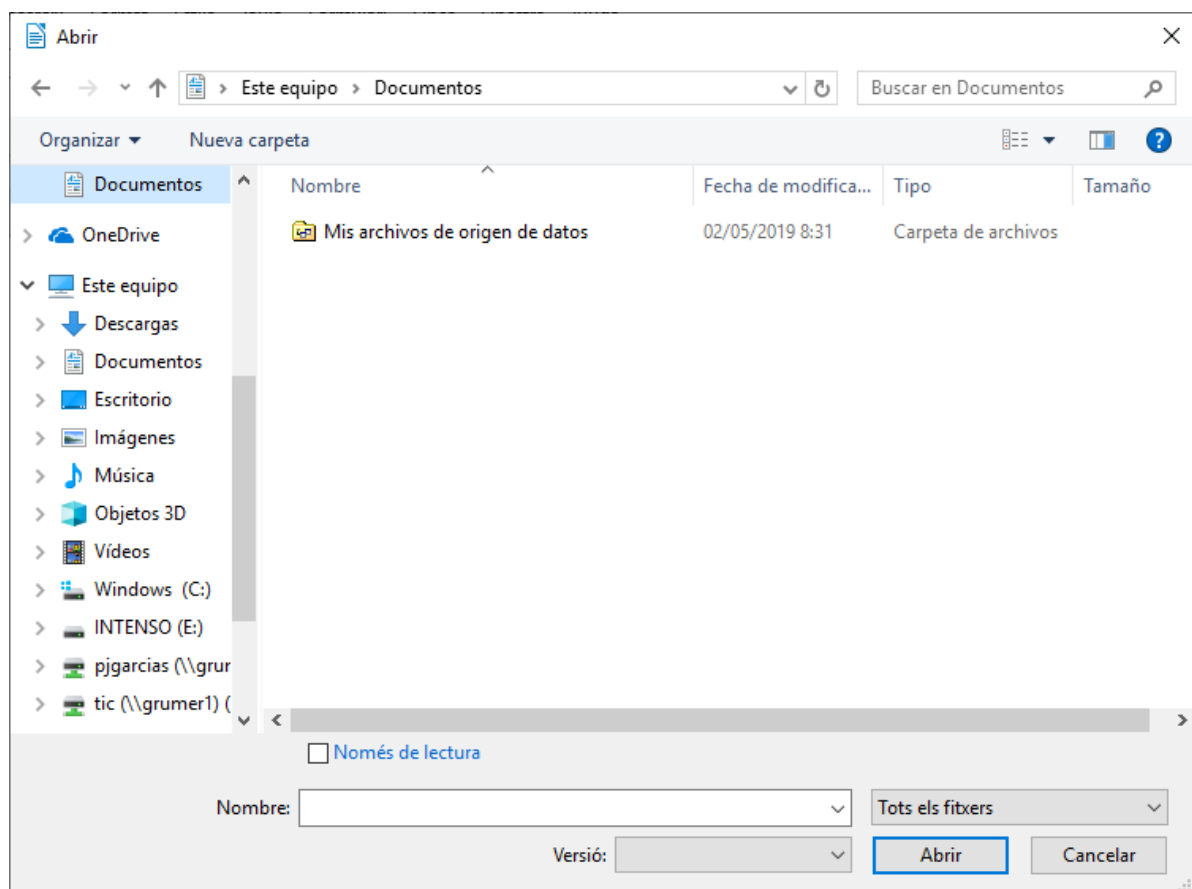 Abrir
Este equipo Documentos Buscar en Documentos
Organizar Nueva carpeta
Documentos Nombre Fecha de modifica... Tipo Tamaño
OneDrive Mis archivos de origen de datos 02/05/2019 8:31 Carpeta de archivos
Este equipo
Descargas
Documentos
Escritorio
Imágenes
Música
Objetos 3D
Vídeos
Windows (C:)
INTENSO (E:)
pjgarcias (\\grur
tic (\\grumer1) (
Només de lectura
Nombre: Tots els fitxers
Versió: Abrir Cancelar